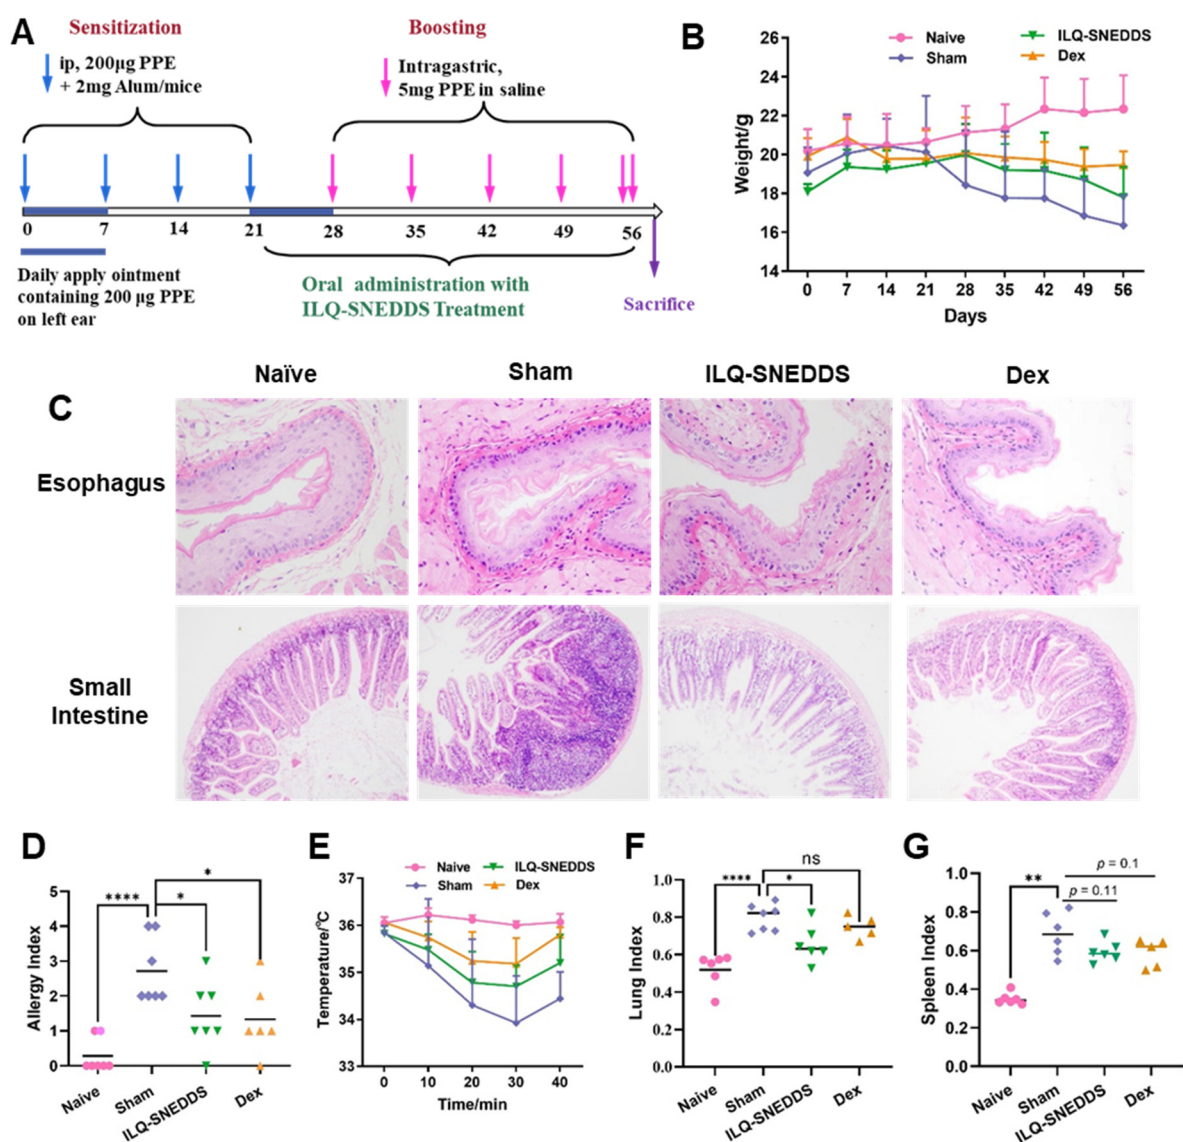 A
Sensitization
Boosting
ip, 200μg PPE
+ 2mg Alum/mice
Intragastric,
5mg PPE in saline
0 7 14 21 28 35 42 49 56
Daily apply ointment
containing 200 μg PPE
on left ear
Oral administration with
ILQ-SNEDDS Treatment
Sacrifice
B
Naive
Sham
ILQ-SNEDDS
Dex
Weight/g
26
24
22
20
18
16
14
0 7 14 21 28 35 42 49 56
Days
C
Naïve Sham ILQ-SNEDDS Dex
Esophagus
Small
Intestine
D
Allergy Index
5
4
3
2
1
0
****
*
*
Naive Sham ILQ-SNEDDS Dex
E
Naive
Sham
ILQ-SNEDDS
Dex
Temperature/℃
37
36
35
34
33
0 10 20 30 40
Time/min
F
Lung Index
1.0
0.8
0.6
0.4
0.2
0.0
ns
****
*
Naive Sham ILQ-SNEDDS Dex
G
Spleen Index
1.0
0.8
0.6
0.4
0.2
0.0
p = 0.1
**
p = 0.11
Naive Sham ILQ-SNEDDS Dex